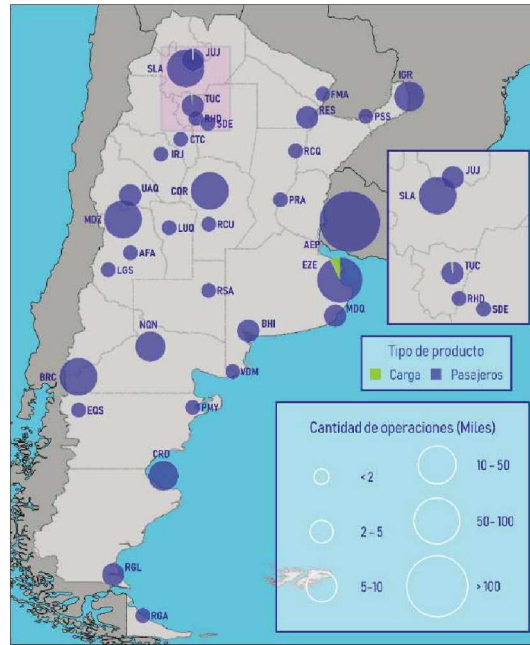 JUJ
SLA
IGR
FMA
TUC
RES
PSS
RHD
SDE
CTC
IRJ
RCQ
JUJ
UAQ
COR
SLA
PRA
MDZ
LUQ
RCU
AEP
AFA
EZE
TUC
LGS
RHD
SDE
RSA
MDQ
NQN
BHI
Tipo de producto
Carga Pasajeros
BRC
VDM
EQS
PMY
Cantidad de operaciones (Miles)
CRD
<2
10 - 50
2 - 5
50 - 100
RGL
5-10
>100
RGA